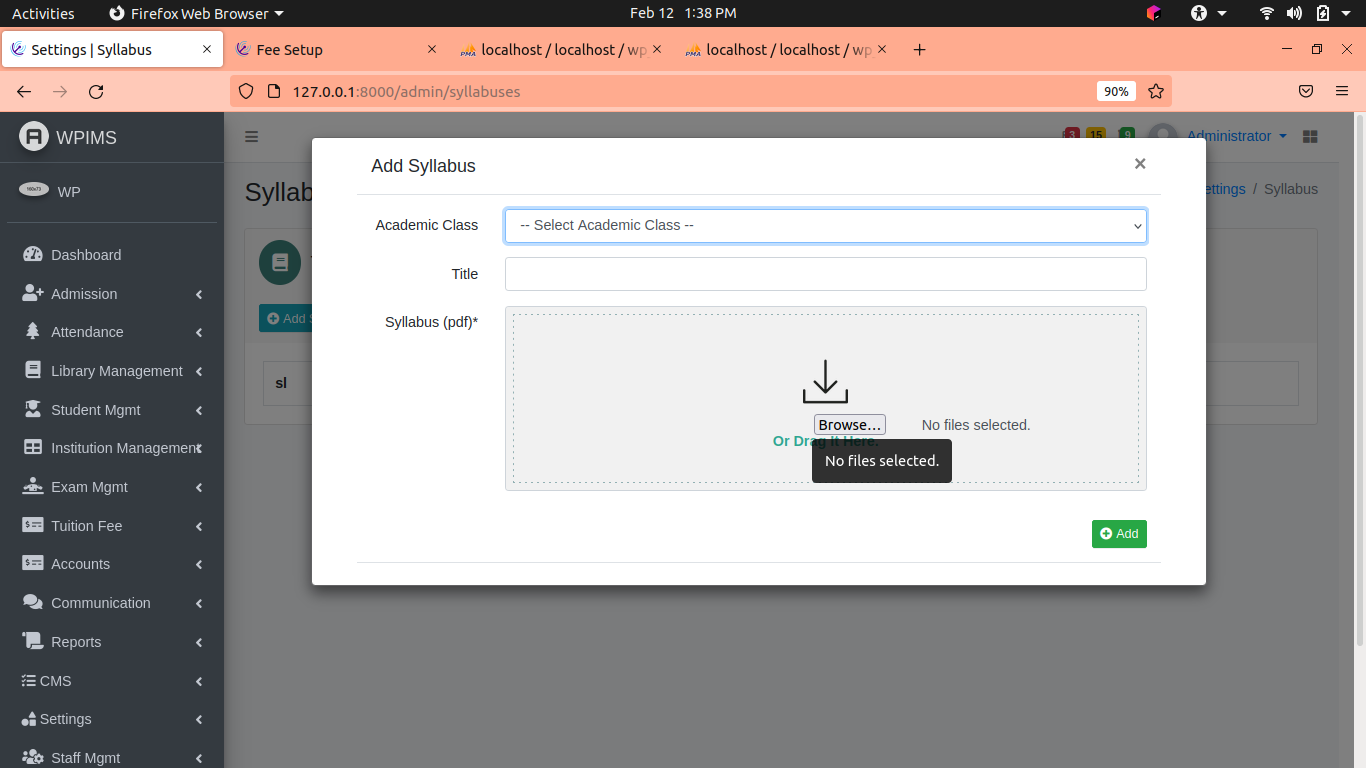 Activities Firefox Web Browser Feb 12 1:38 PM
Settings | Syllabus Fee Setup localhost / localhost / wp localhost / localhost / wp
127.0.0.1:8000/admin/syllabuses 90%
WPIMS
3 15 9 Administrator
WP
Syllab
ettings / Syllabus
Dashboard
Admission
Attendance
Library Management
Student Mgmt
Institution Management
Exam Mgmt
Tuition Fee
Accounts
Communication
Reports
CMS
Settings
Staff Mgmt
Add S
sl
Add Syllabus ×
Academic Class -- Select Academic Class --
Title
Syllabus (pdf)*
Browse... No files selected.
Or Drag It Here.
No files selected.
Add